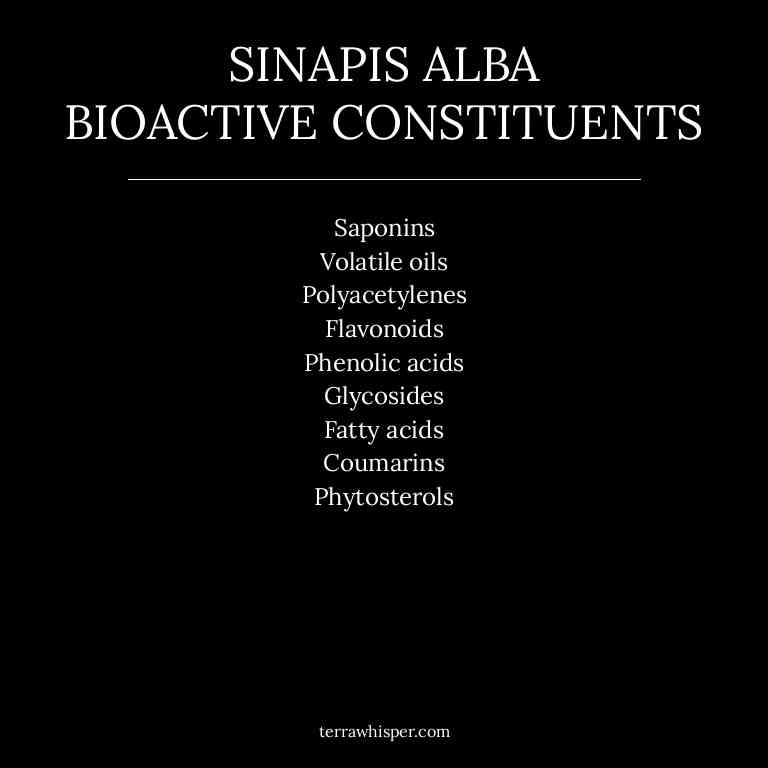 SINAPIS ALBA
BIOACTIVE CONSTITUENTS
Saponins
Volatile oils
Polyacetylenes
Flavonoids
Phenolic acids
Glycosides
Fatty acids
Coumarins
Phytosterols
terrawhisper.com